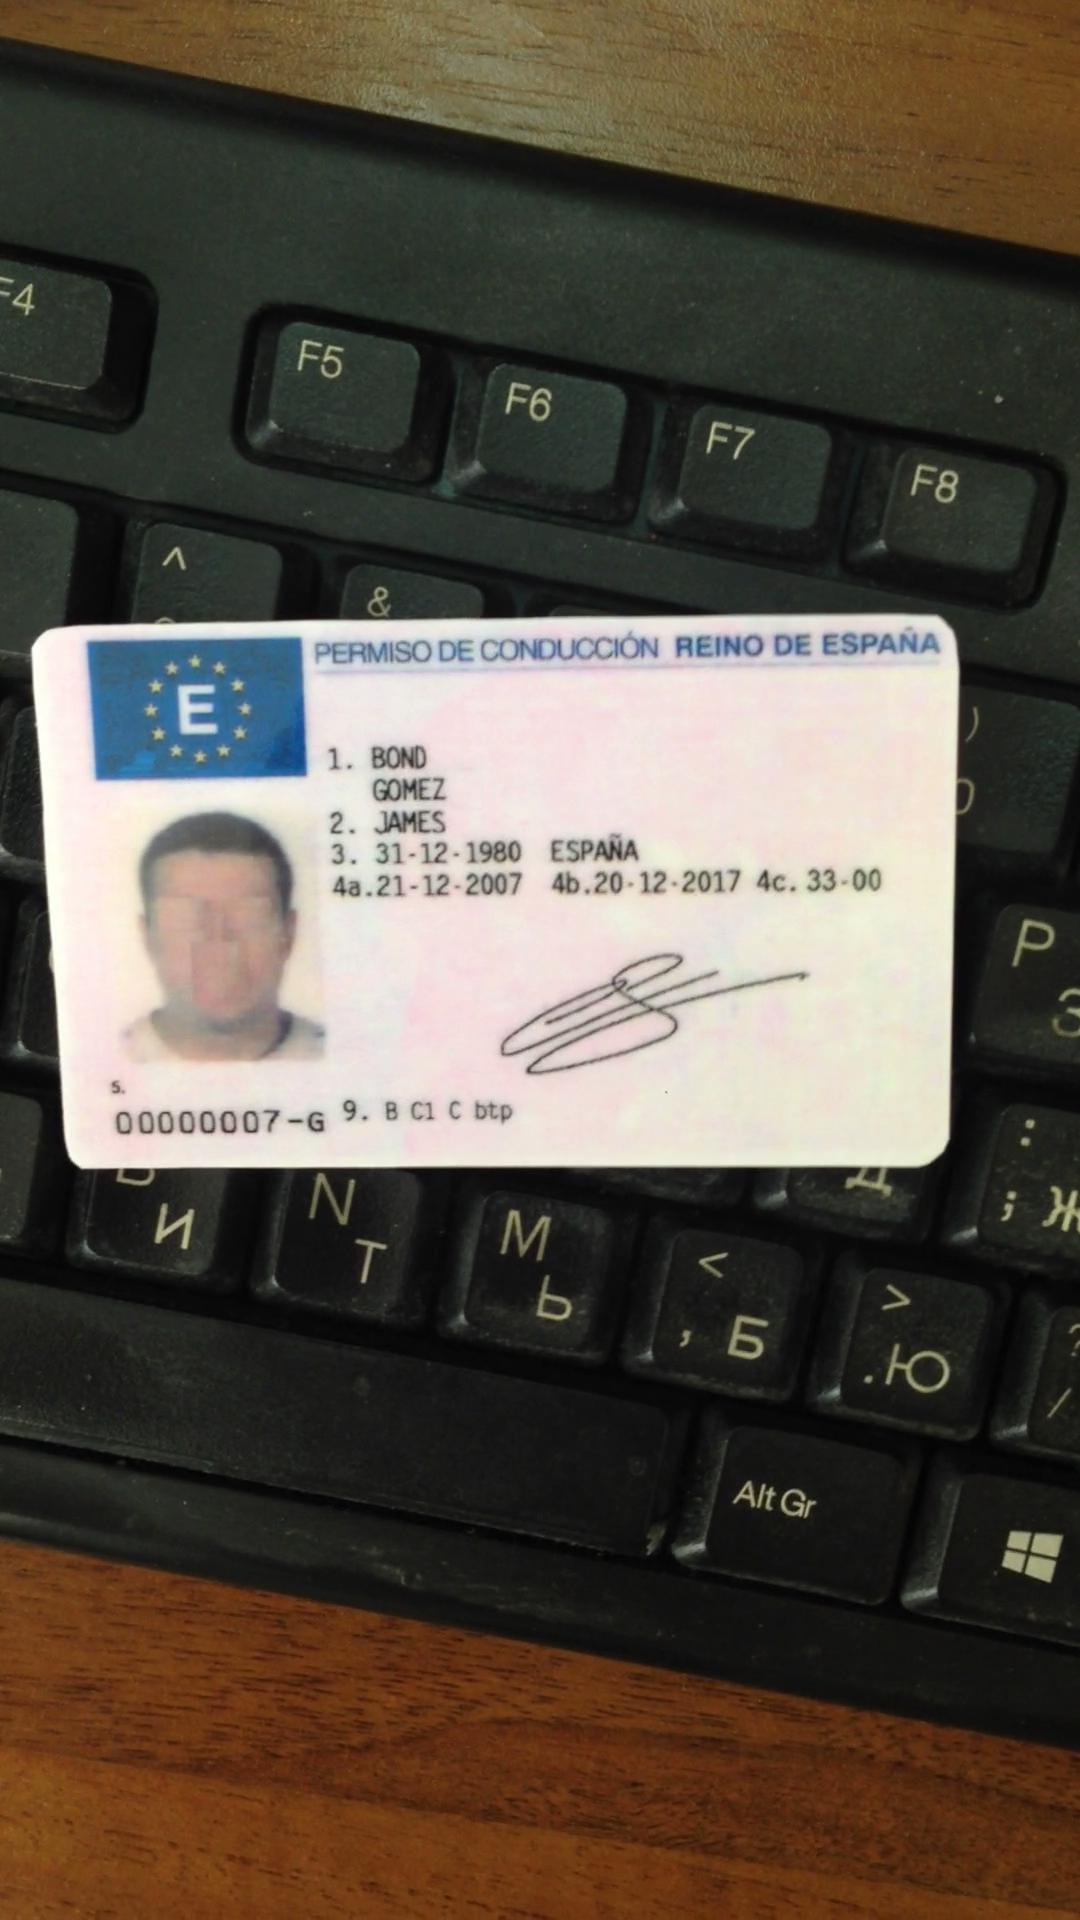 F4
F5
F6
F7
F8
^
&
)
PERMISO DE CONDUCCIÓN REINO DE ESPAÑA
E
1. BOND
GOMEZ
2. JAMES
3. 31-12-1980 ESPAÑA
4a.21-12-2007 4b.20-12-2017 4c. 33-00
5.
00000007-G 9. B C1 C btp
P
З
И
N
Т
M
Ь
<
, Б
Д
>
.Ю
:
; Ж
?
/
Alt Gr